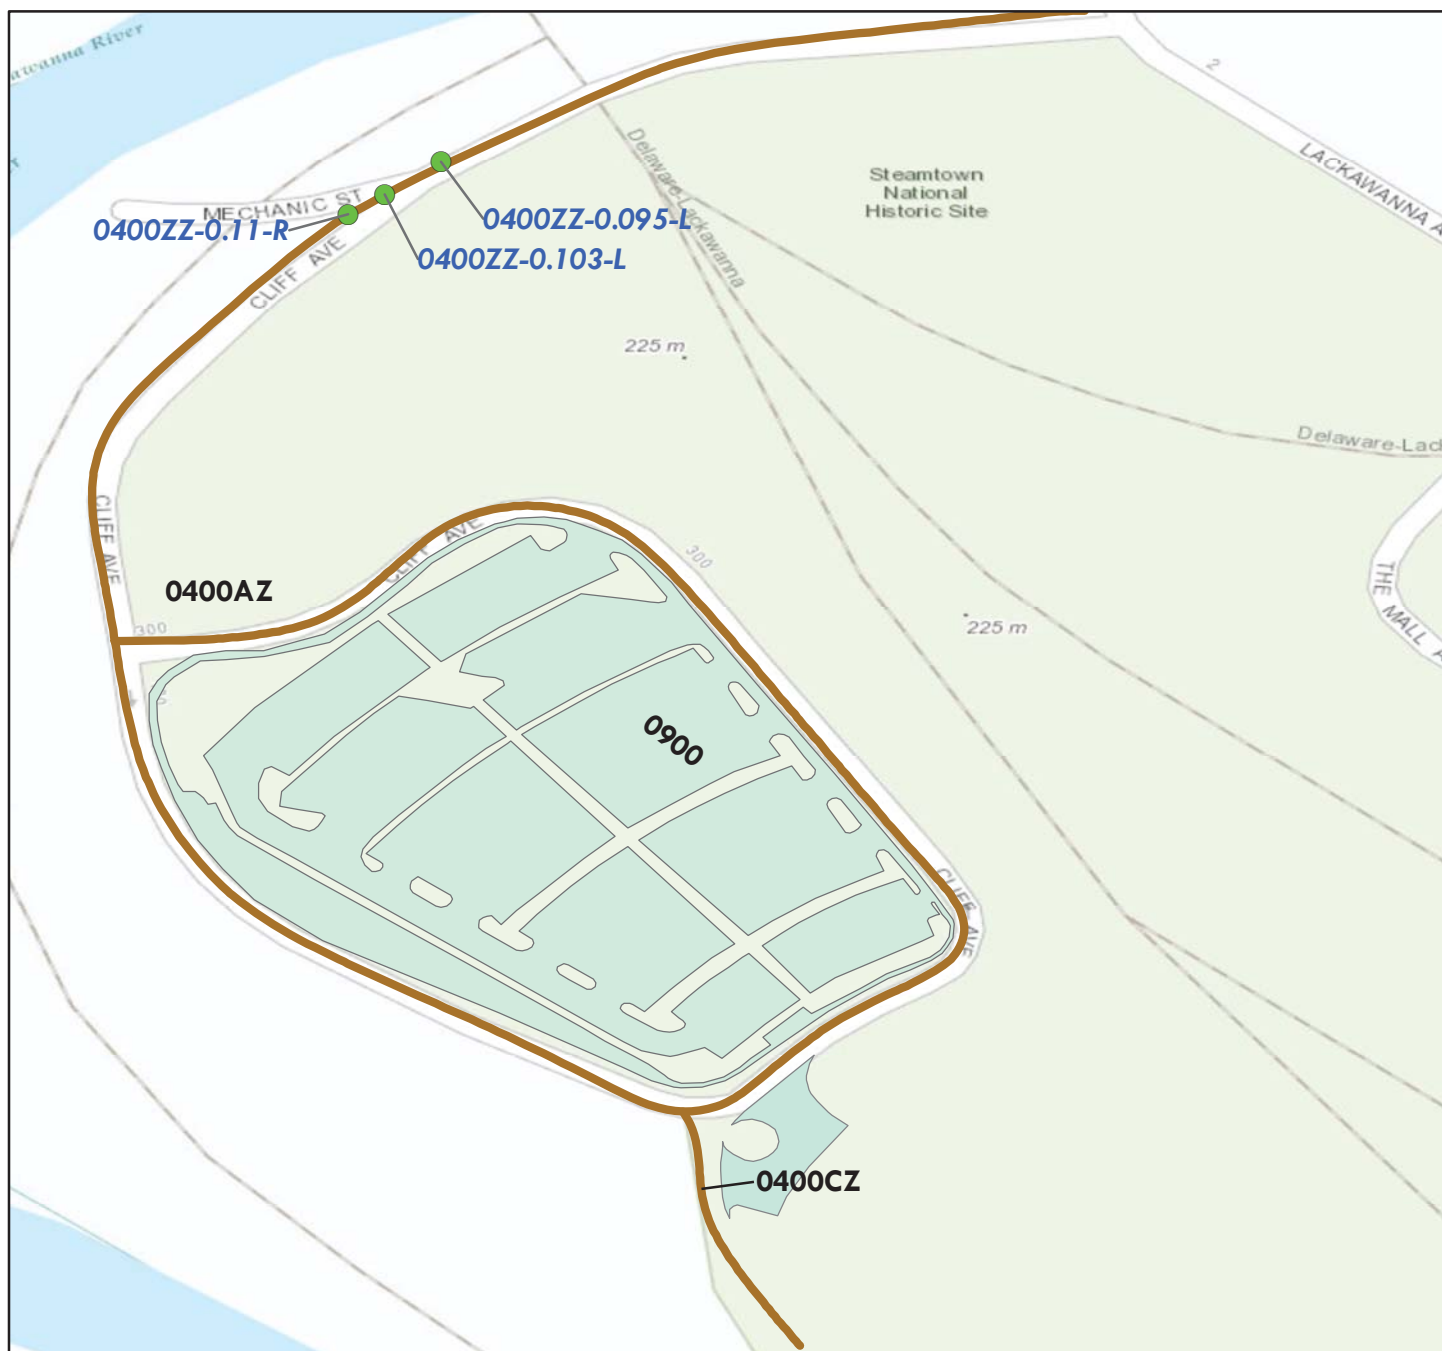 awanna River
2
LACKAWANNA A
Delaware-Lackawanna
Steamtown
National
Historic Site
MECHANIC ST
0400ZZ-0.11-R
0400ZZ-0.095-L
0400ZZ-0.103-L
CLIFF AVE
225 m
Delaware-Lack
CLIFF AVE
CLIFF AVE
300
0400AZ
THE MALL A
300
225 m
0900
CLIFF AVE
0400CZ